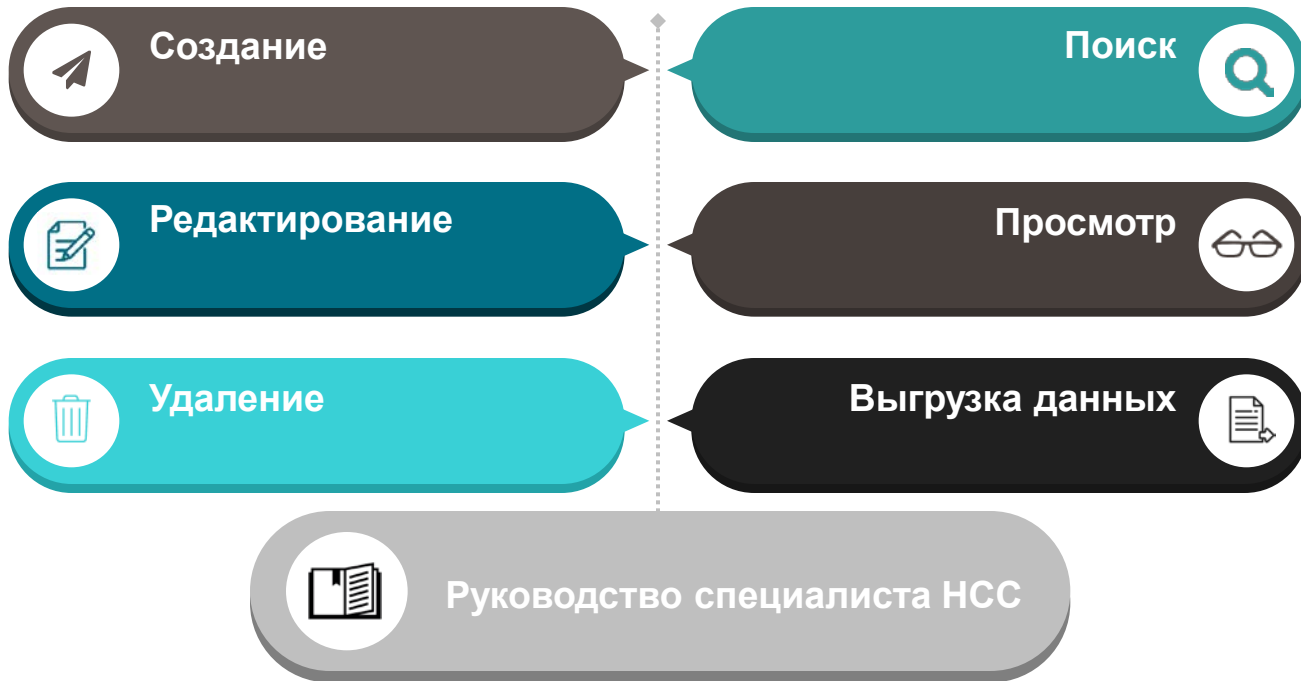 Создание
Поиск
Редактирование
Просмотр
Удаление
Выгрузка данных
Руководство специалиста НСС